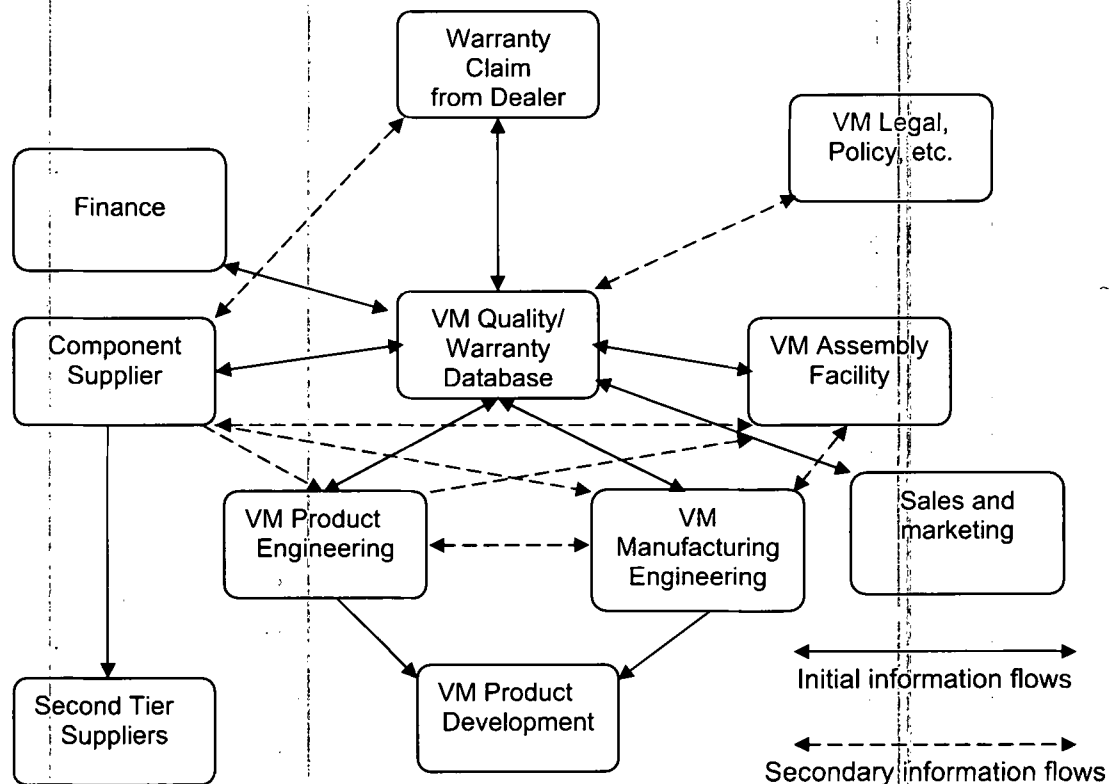 Warranty
Claim
from Dealer
VM Legal,
Policy, etc.
Finance
VM Quality/
Warranty
Database
Component
Supplier
VM Assembly
Facility
VM Product
Engineering
VM
Manufacturing
Engineering
Sales and
marketing
Second Tier
Suppliers
VM Product
Development
Initial information flows
Secondary information flows